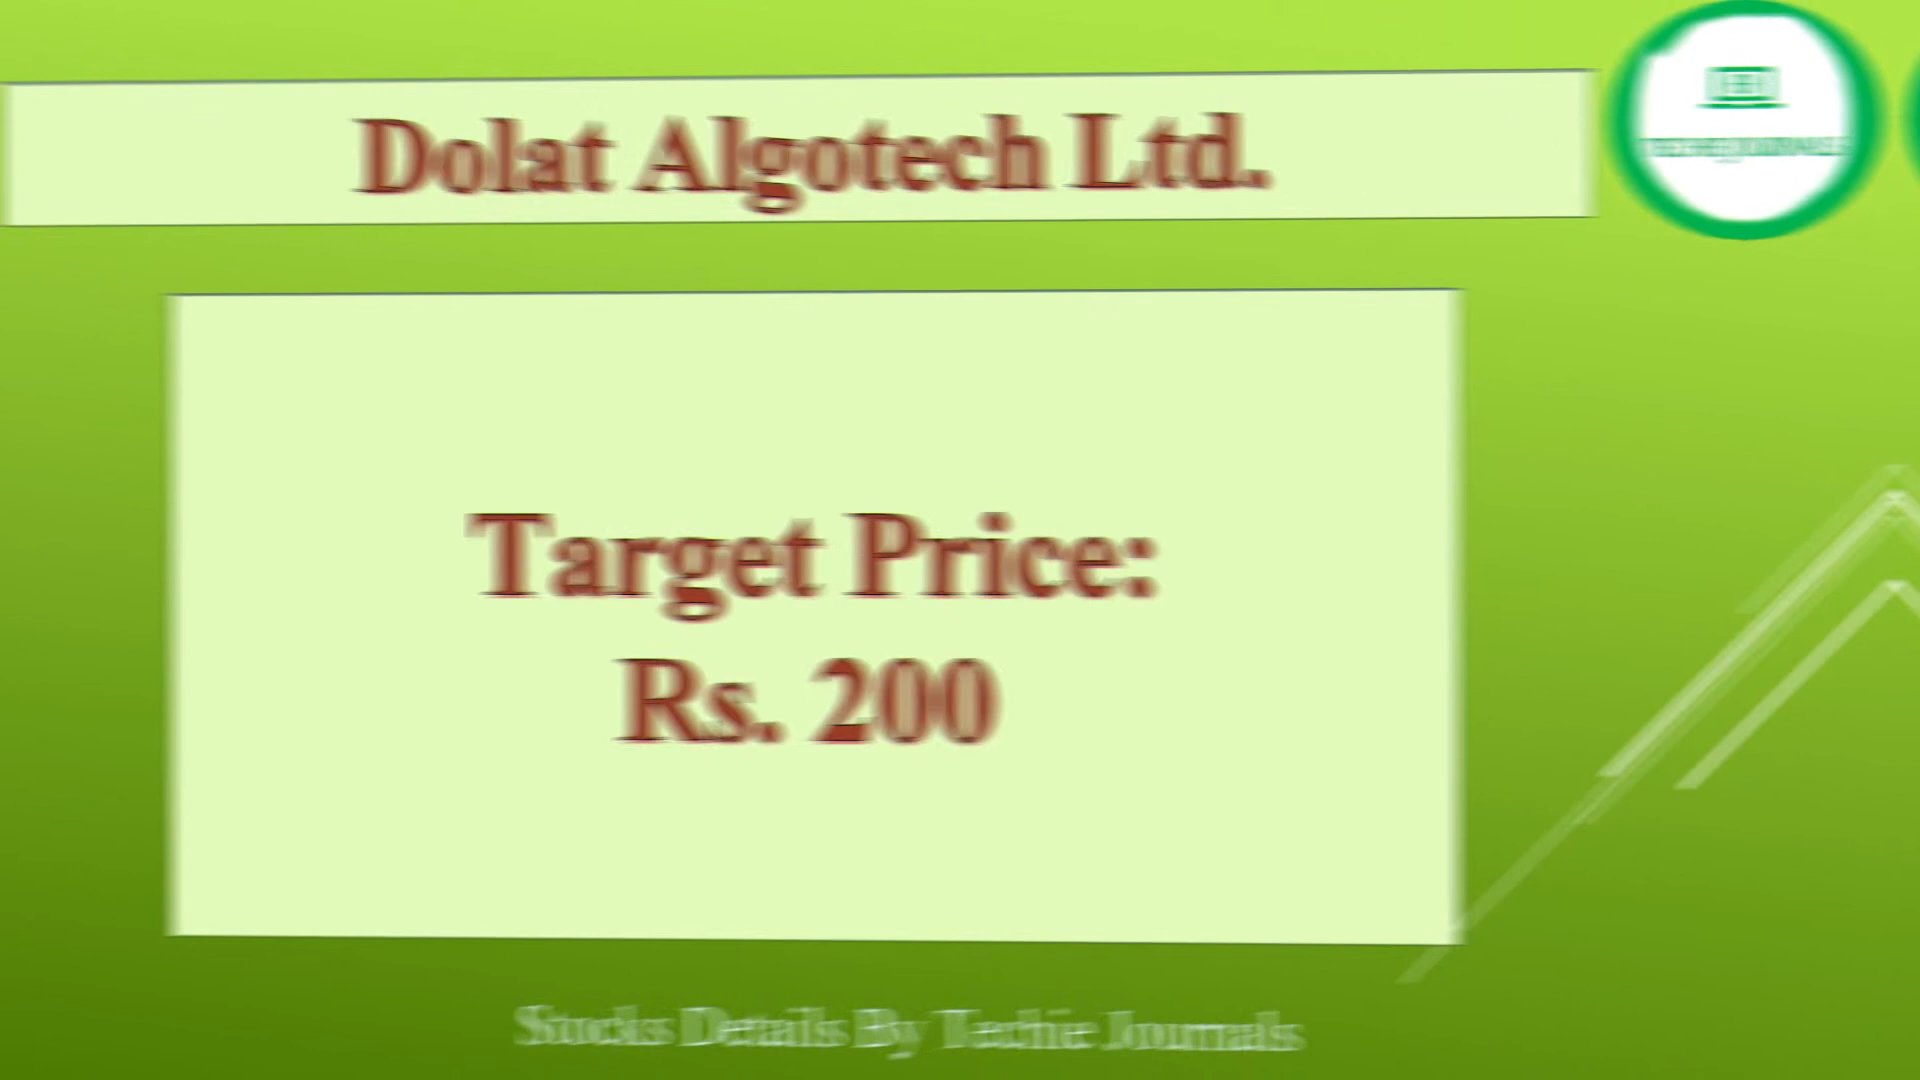 Dolat Algotech Ltd.
Target Price:
Rs. 200
Stocks Details By Techie Journals